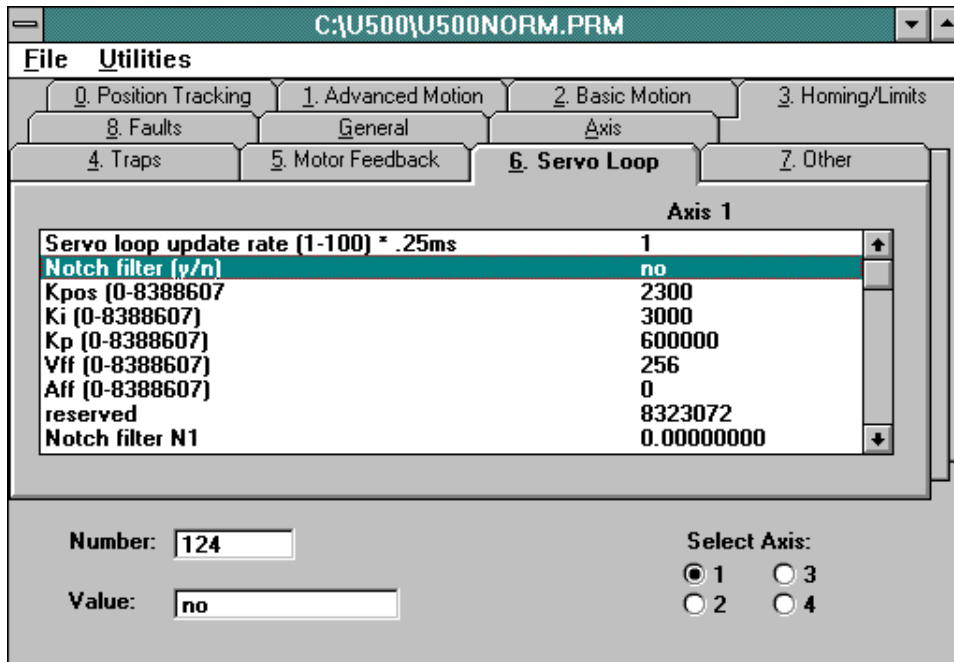 C:\U500\U500NORM.PRM
File Utilities
0. Position Tracking 1. Advanced Motion 2. Basic Motion 3. Homing/Limits
8. Faults General Axis
4. Traps 5. Motor Feedback 6. Servo Loop 7. Other
Axis 1
Servo loop update rate (1-100) * .25ms 1
Notch filter (y/n) no
Kpos (0-8388607 2300
Ki (0-8388607) 3000
Kp (0-8388607) 600000
Vff (0-8388607) 256
Aff (0-8388607) 0
reserved 8323072
Notch filter N1 0.00000000
Number: 124 Select Axis:
1 3
Value: no 2 4